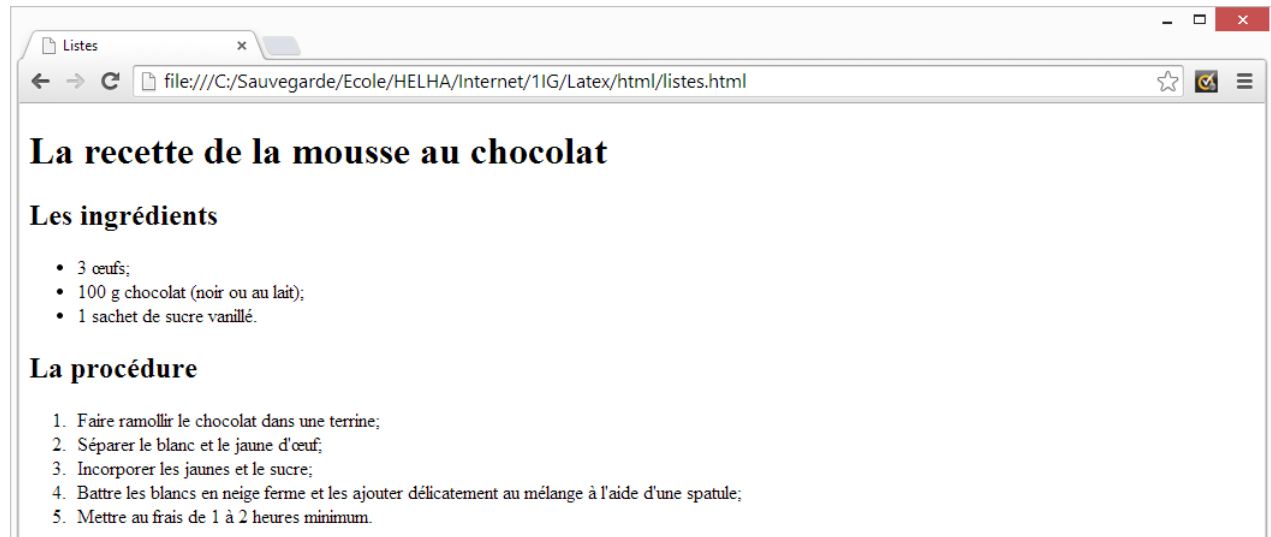 Listes
file:///C:/Sauvegarde/Ecole/HELHA/Internet/1IG/Latex/html/listes.html
La recette de la mousse au chocolat
Les ingrédients
• 3 œufs;
• 100 g chocolat (noir ou au lait);
• 1 sachet de sucre vanillé.
La procédure
1. Faire ramollir le chocolat dans une terrine;
2. Séparer le blanc et le jaune d'œuf;
3. Incorporer les jaunes et le sucre;
4. Battre les blancs en neige ferme et les ajouter délicatement au mélange à l'aide d'une spatule;
5. Mettre au frais de 1 à 2 heures minimum.